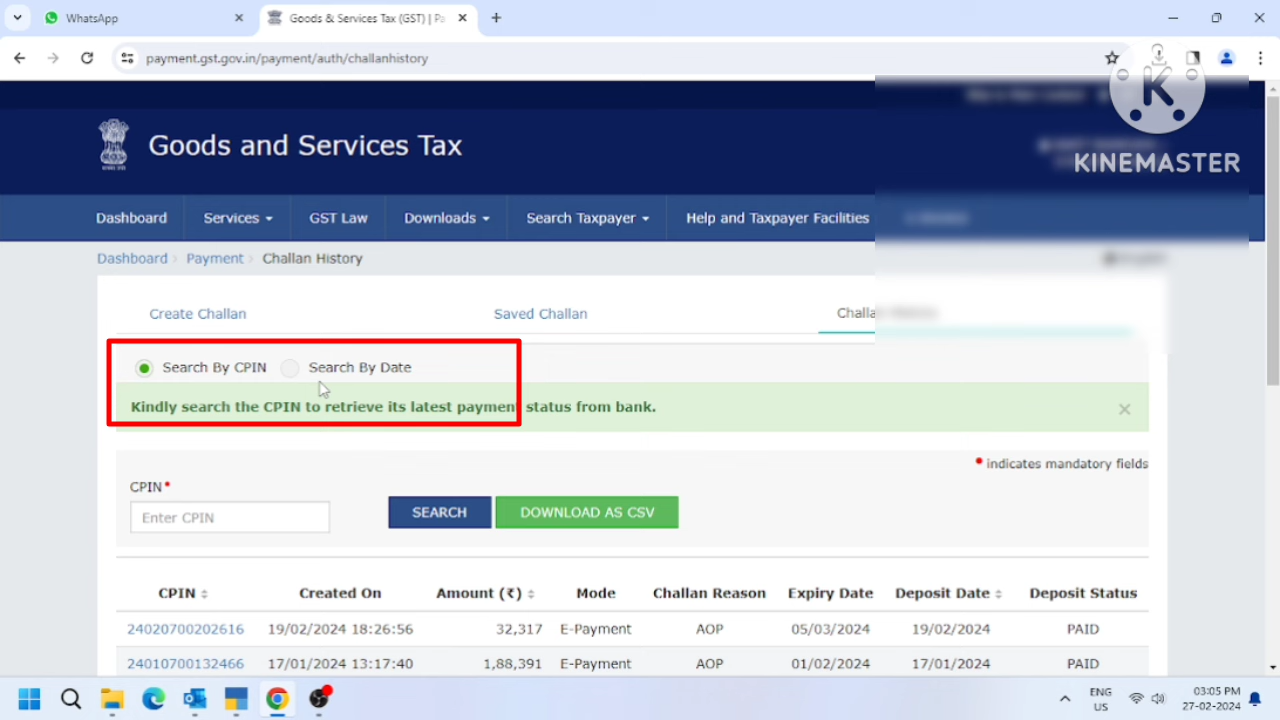 WhatsApp
Goods & Services Tax (GST) | Pa
payment.gst.gov.in/payment/auth/challanhistory
K
KINEMASTER
Goods and Services Tax
Dashboard Services GST Law Downloads Search Taxpayer Help and Taxpayer Facilities
Dashboard Payment Challan History
Create Challan Saved Challan Challa
Search By CPIN Search By Date
Kindly search the CPIN to retrieve its latest payment status from bank.
• indicates mandatory fields
CPIN•
Enter CPIN SEARCH DOWNLOAD AS CSV
CPIN Created On Amount (₹) Mode Challan Reason Expiry Date Deposit Date Deposit Status
24020700202616 19/02/2024 18:26:56 32,317 E-Payment AOP 05/03/2024 19/02/2024 PAID
24010700132466 17/01/2024 13:17:40 1,88,391 E-Payment AOP 01/02/2024 17/01/2024 PAID
ENG
US
03:05 PM
27-02-2024